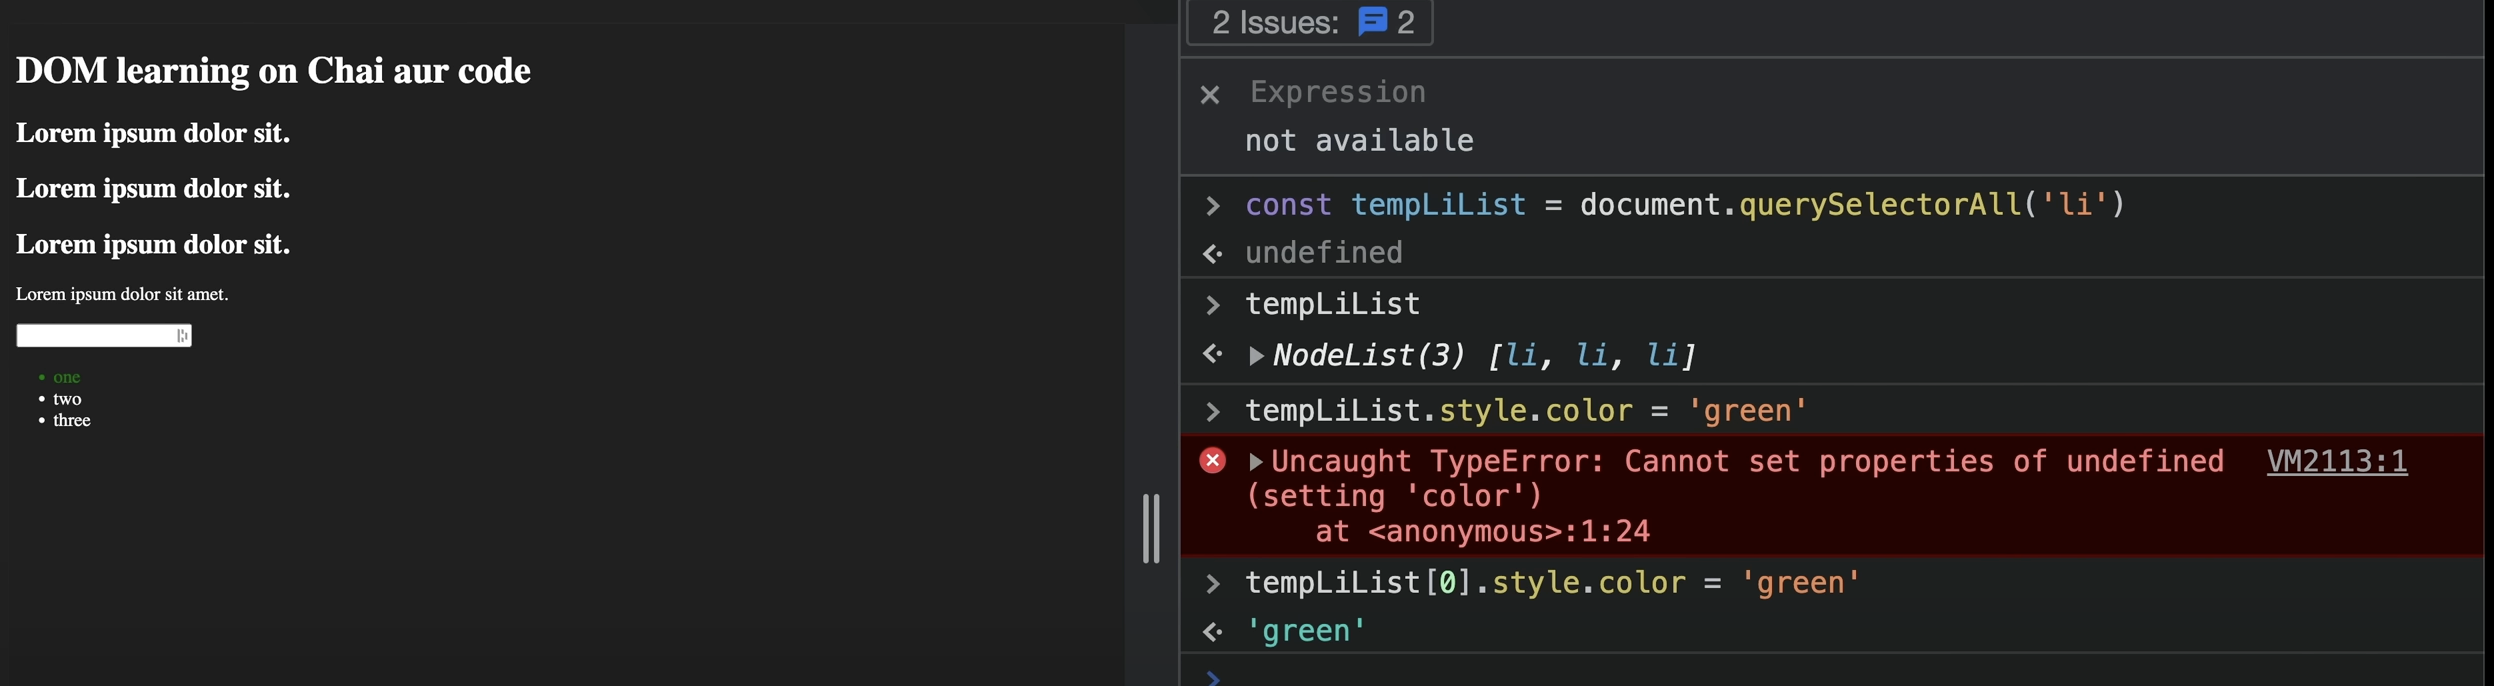 DOM learning on Chai aur code
Lorem ipsum dolor sit.
Lorem ipsum dolor sit.
Lorem ipsum dolor sit.
Lorem ipsum dolor sit amet.
• one
• two
• three
2 Issues: 2
Expression
not available
const tempLiList = document.querySelectorAll('li')
undefined
tempLiList
NodeList(3) [li, li, li]
tempLiList.style.color = 'green'
Uncaught TypeError: Cannot set properties of undefined VM2113:1
(setting 'color')
at <anonymous>:1:24
tempLiList[0].style.color = 'green'
'green'